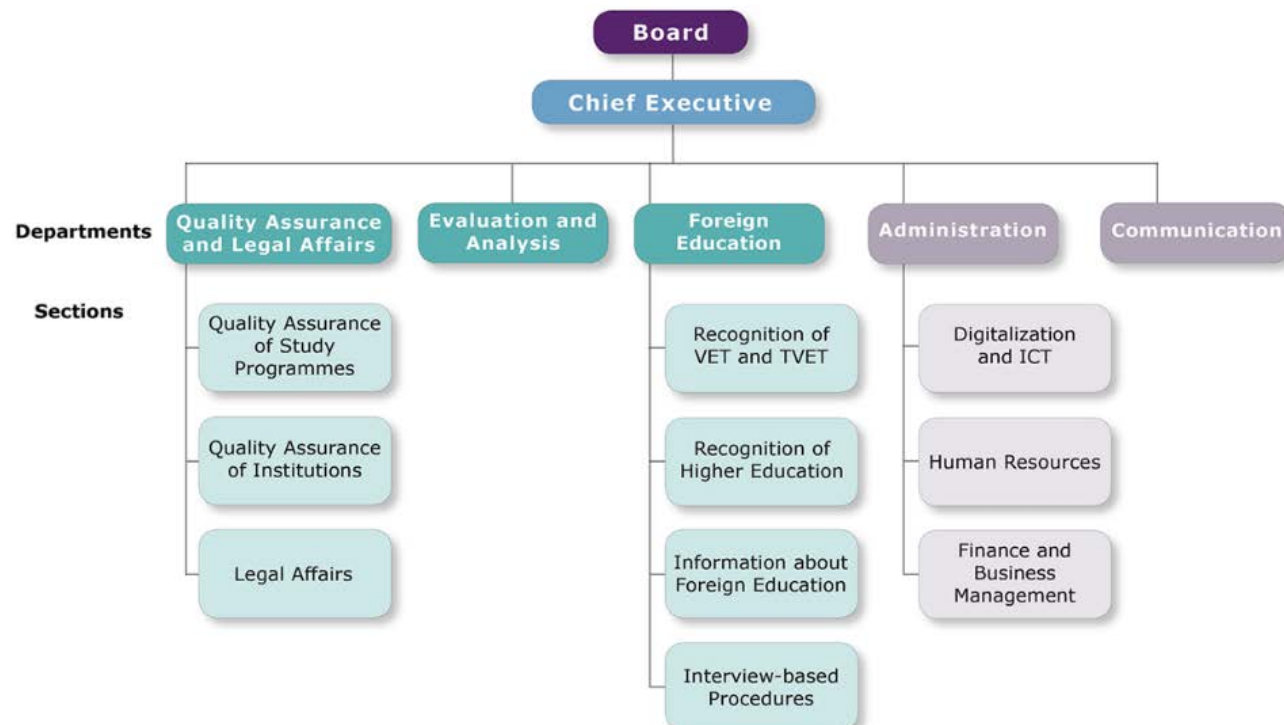 Board
Chief Executive
Departments
Quality Assurance
and Legal Affairs
Evaluation and
Analysis
Foreign
Education
Administration
Communication
Sections
Quality Assurance
of Study
Programmes
Quality Assurance
of Institutions
Legal Affairs
Recognition of
VET and TVET
Recognition of
Higher Education
Information about
Foreign Education
Interview-based
Procedures
Digitalization
and ICT
Human Resources
Finance and
Business
Management